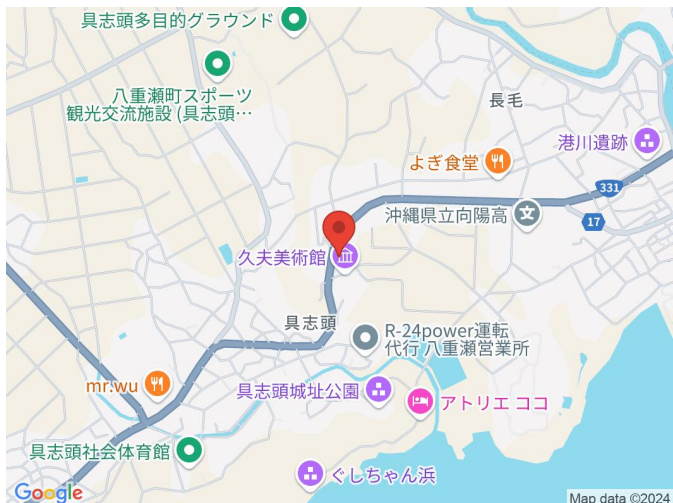 具志頭多目的グラウンド
八重瀬町スポーツ
観光交流施設 (具志頭…
長毛
港川遺跡
よぎ食堂
331
沖縄県立向陽高
17
久夫美術館
具志頭
R-24power運転
代行 八重瀬営業所
mr.wu
具志頭城址公園
アトリエ ココ
具志頭社会体育館
ぐしちゃん浜
Google
Map data ©2024